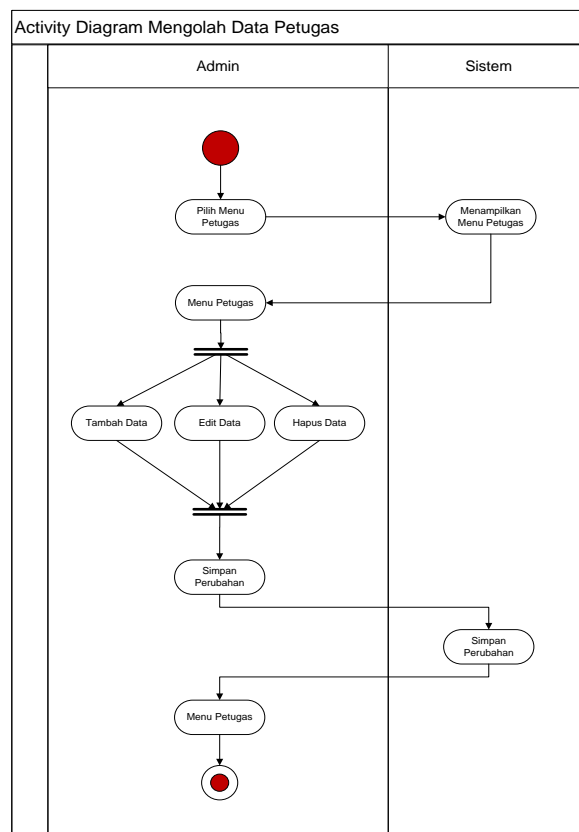 Activity Diagram Mengolah Data Petugas
Admin
Sistem
Pilih Menu
Petugas
Menampilkan
Menu Petugas
Menu Petugas
Tambah Data
Edit Data
Hapus Data
Simpan
Perubahan
Simpan
Perubahan
Menu Petugas